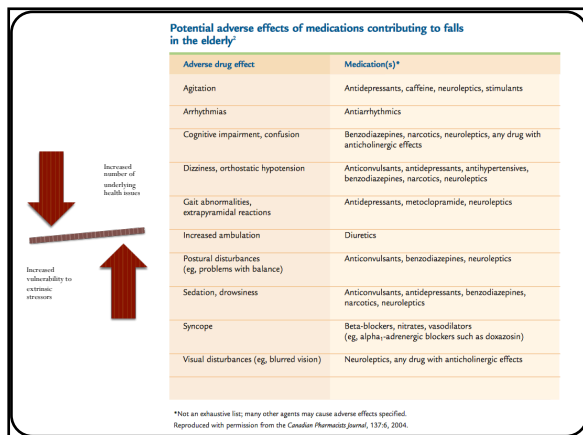 Potential adverse effects of medications contributing to falls
in the elderly²
Adverse drug effect
Medication(s)*
Agitation
Antidepressants, caffeine, neuroleptics, stimulants
Arrhythmias
Antiarrhythmics
Cognitive impairment, confusion
Benzodiazepines, narcotics, neuroleptics, any drug with
anticholinergic effects
Dizziness, orthostatic hypotension
Anticonvulsants, antidepressants, antihypertensives,
benzodiazepines, narcotics, neuroleptics
Gait abnormalities,
extrapyramidal reactions
Antidepressants, metoclopramide, neuroleptics
Increased ambulation
Diuretics
Postural disturbances
(eg, problems with balance)
Anticonvulsants, benzodiazepines, neuroleptics
Sedation, drowsiness
Anticonvulsants, antidepressants, benzodiazepines,
narcotics, neuroleptics
Syncope
Beta-blockers, nitrates, vasodilators
(eg, alpha₁-adrenergic blockers such as doxazosin)
Visual disturbances (eg, blurred vision)
Neuroleptics, any drug with anticholinergic effects
*Not an exhaustive list; many other agents may cause adverse effects specified.
Reproduced with permission from the Canadian Pharmacists Journal, 137:6, 2004.
Increased
number of
underlying
health issues
Increased
vulnerability to
extrinsic
stressors